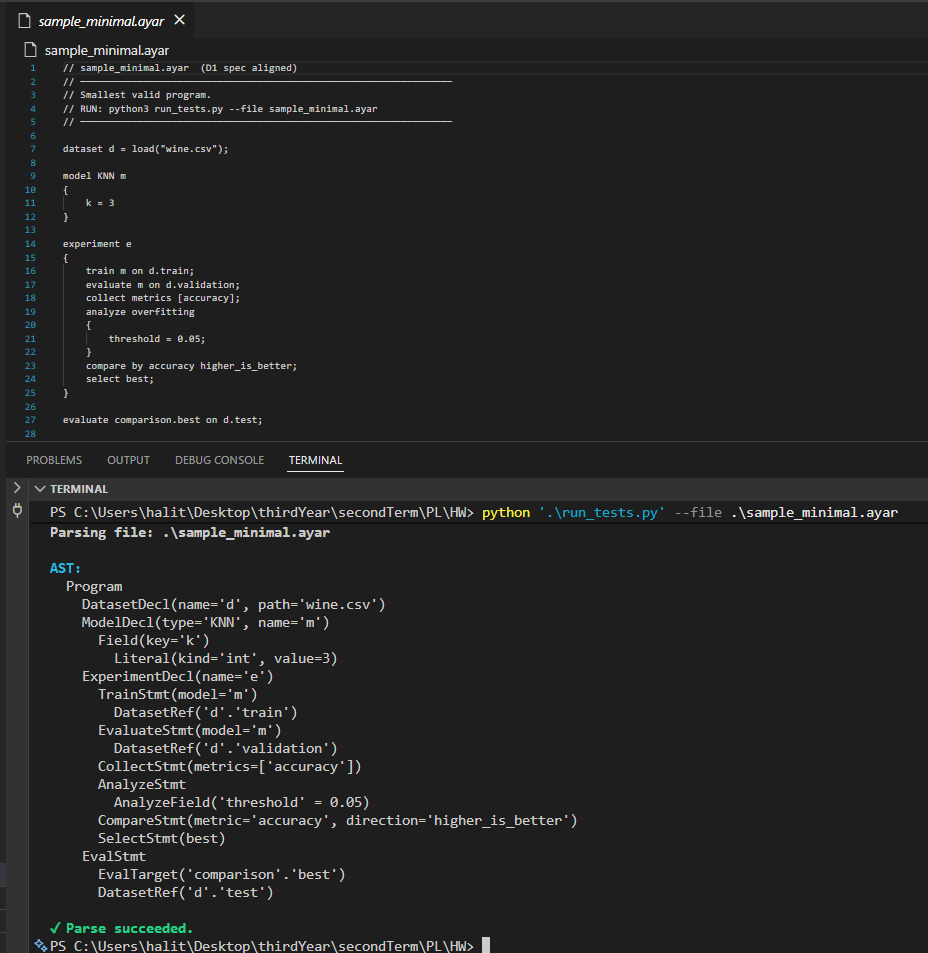 sample_minimal.ayar ✕
sample_minimal.ayar
1 // sample_minimal.ayar  (D1 spec aligned)
2 // ─────────────────────────────────────────────────────────────────
3 // Smallest valid program.
4 // RUN: python3 run_tests.py --file sample_minimal.ayar
5 // ─────────────────────────────────────────────────────────────────
6
7 dataset d = load("wine.csv");
8
9 model KNN m
10 {
11     k = 3
12 }
13
14 experiment e
15 {
16     train m on d.train;
17     evaluate m on d.validation;
18     collect metrics [accuracy];
19     analyze overfitting
20     {
21         threshold = 0.05;
22     }
23     compare by accuracy higher_is_better;
24     select best;
25 }
26
27 evaluate comparison.best on d.test;
28
PROBLEMS OUTPUT DEBUG CONSOLE TERMINAL
TERMINAL
PS C:\Users\halit\Desktop\thirdYear\secondTerm\PL\HW> python '.\run_tests.py' --file .\sample_minimal.ayar
Parsing file: .\sample_minimal.ayar
AST:
  Program
    DatasetDecl(name='d', path='wine.csv')
    ModelDecl(type='KNN', name='m')
      Field(key='k')
        Literal(kind='int', value=3)
    ExperimentDecl(name='e')
      TrainStmt(model='m')
        DatasetRef('d'.'train')
      EvaluateStmt(model='m')
        DatasetRef('d'.'validation')
      CollectStmt(metrics=['accuracy'])
      AnalyzeStmt
        AnalyzeField('threshold' = 0.05)
      CompareStmt(metric='accuracy', direction='higher_is_better')
      SelectStmt(best)
    EvalStmt
      EvalTarget('comparison'.'best')
      DatasetRef('d'.'test')
✓ Parse succeeded.
PS C:\Users\halit\Desktop\thirdYear\secondTerm\PL\HW>